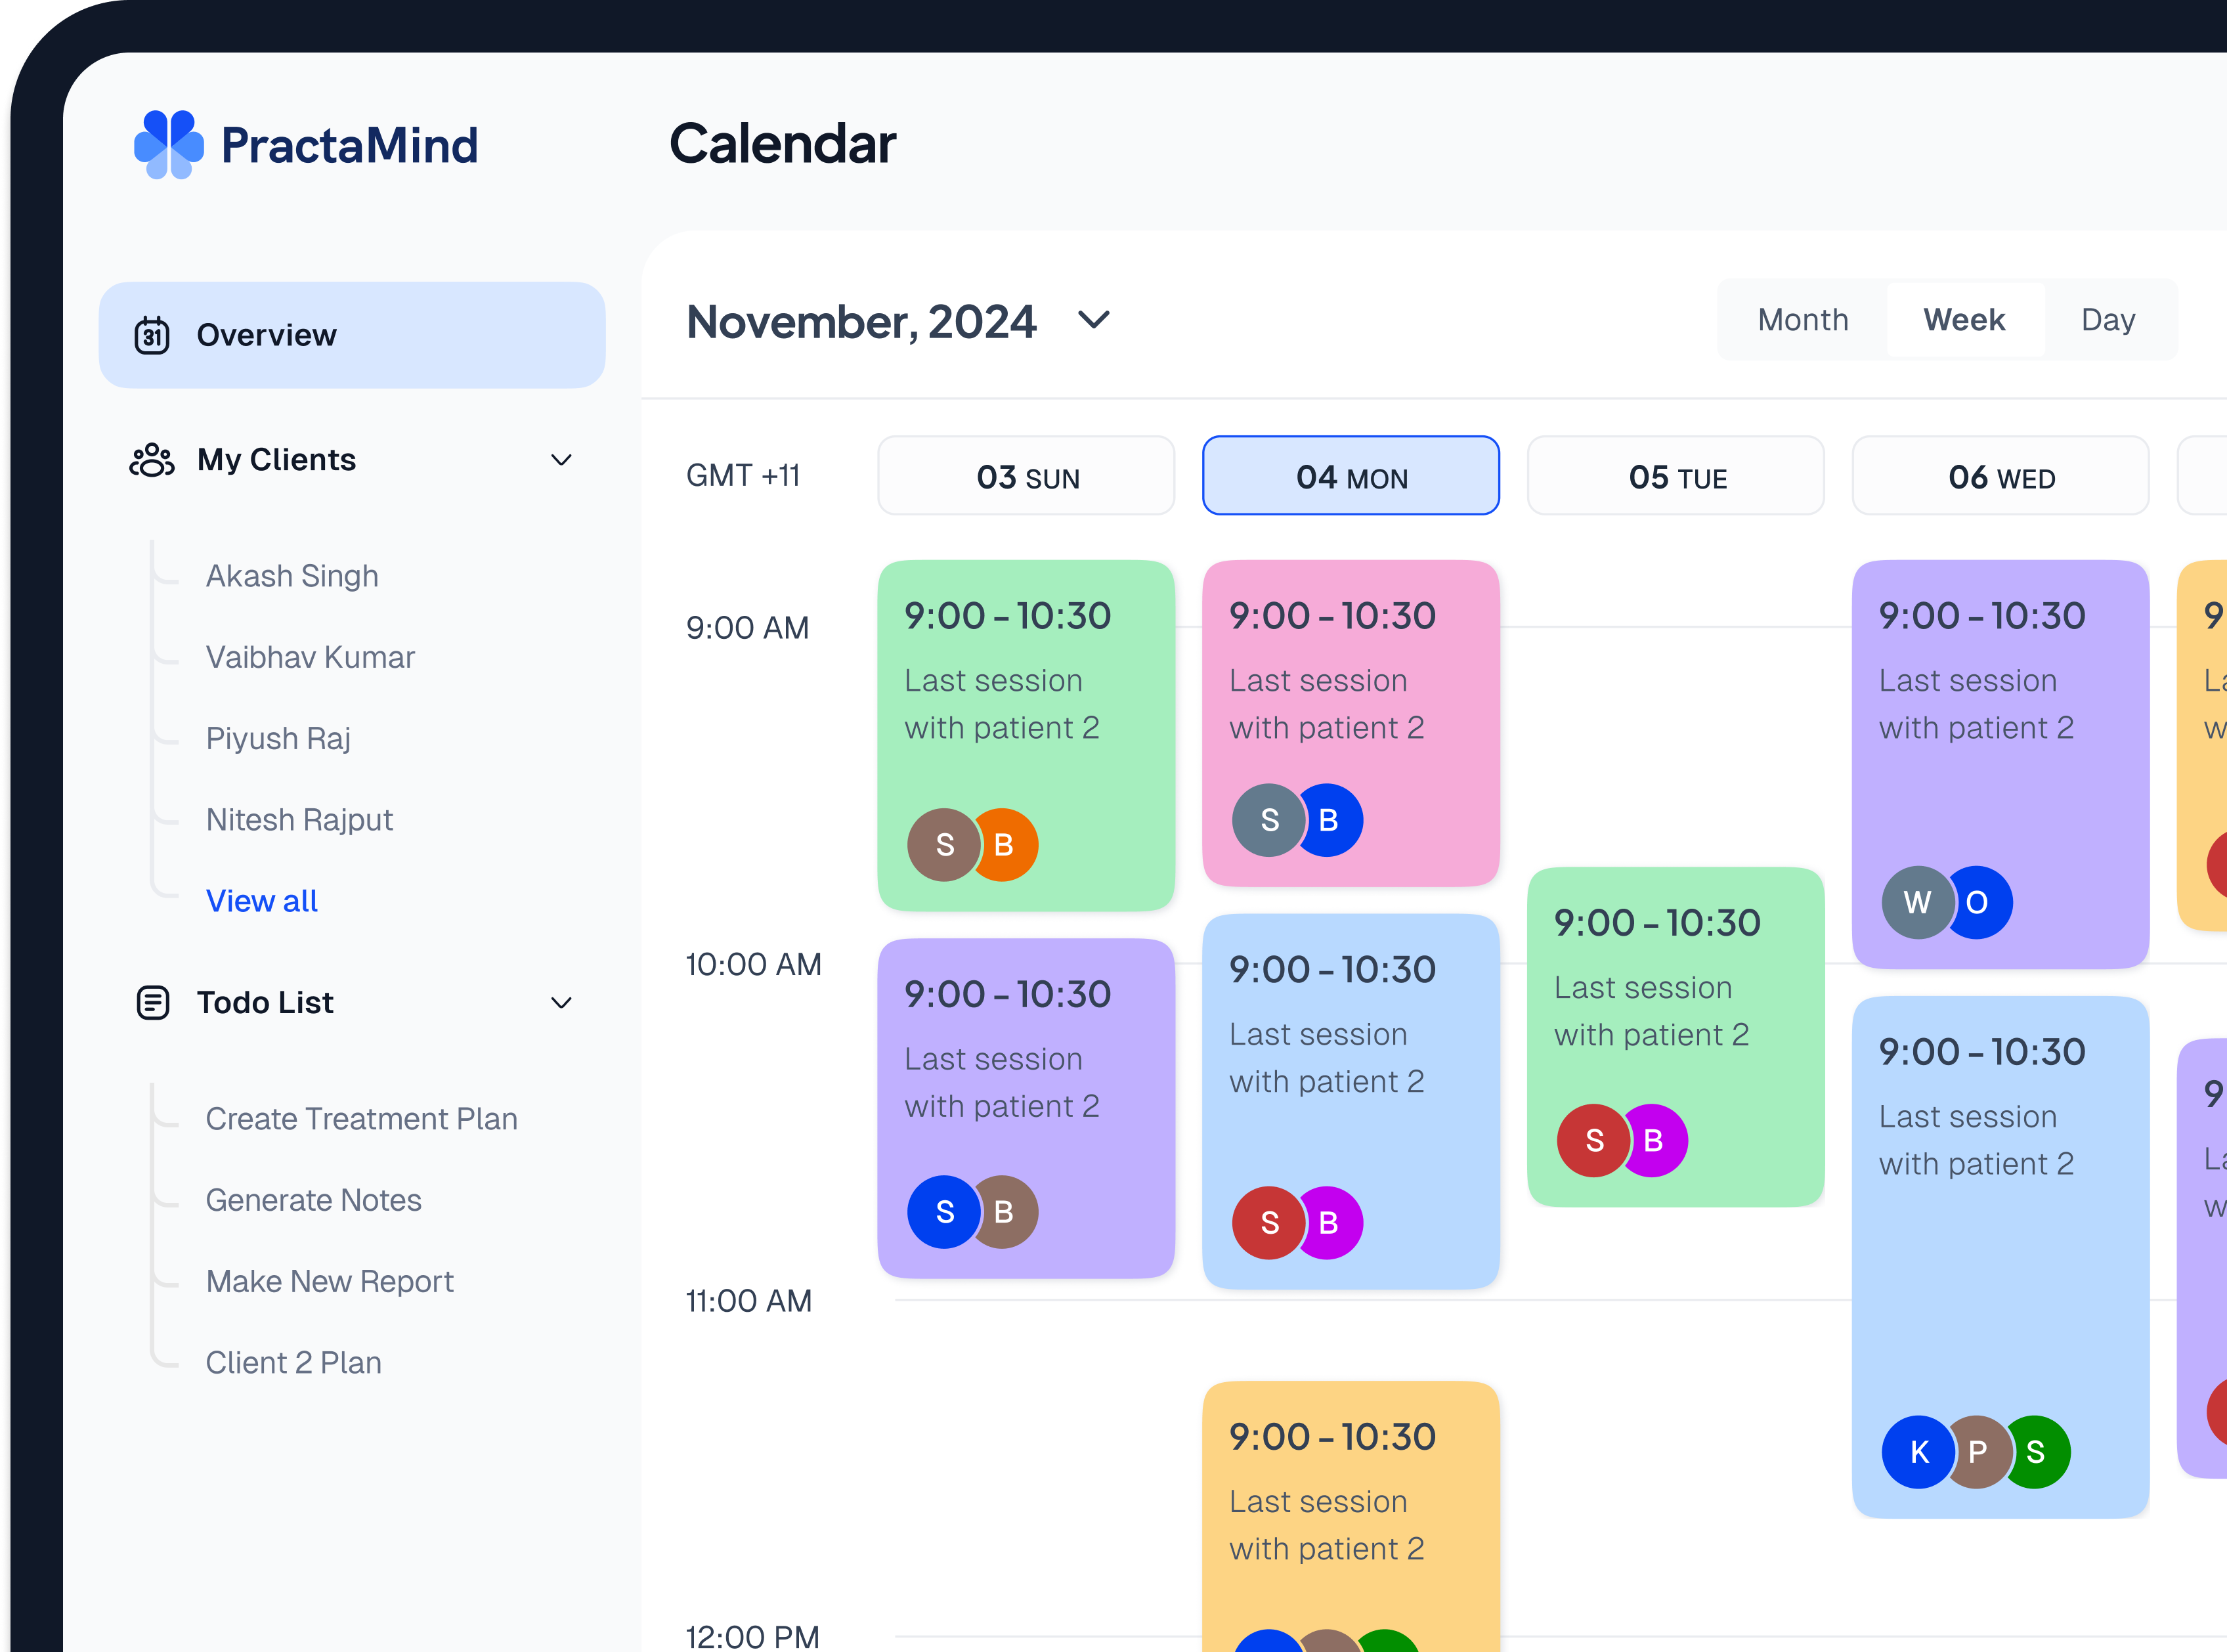 PractaMind
Calendar
Overview
My Clients
Akash Singh
Vaibhav Kumar
Piyush Raj
Nitesh Rajput
View all
Todo List
Create Treatment Plan
Generate Notes
Make New Report
Client 2 Plan
November, 2024
Month Week Day
GMT +11
03 SUN
04 MON
05 TUE
06 WED
9:00 AM
10:00 AM
11:00 AM
12:00 PM
9:00 – 10:30
Last session
with patient 2
S B
9:00 – 10:30
Last session
with patient 2
S B
9:00 – 10:30
Last session
with patient 2
S B
9:00 – 10:30
Last session
with patient 2
S B
9:00 – 10:30
Last session
with patient 2
9:00 – 10:30
Last session
with patient 2
S B
9:00 – 10:30
Last session
with patient 2
W O
9:00 – 10:30
Last session
with patient 2
K P S